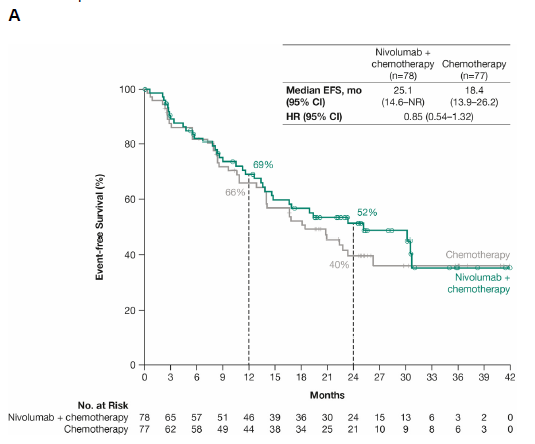 A
Nivolumab + chemotherapy (n=78) Chemotherapy (n=77)
Median EFS, mo (95% CI) 25.1 (14.6–NR) 18.4 (13.9–26.2)
HR (95% CI) 0.85 (0.54–1.32)
Event-free Survival (%)
100
80
60
40
20
0
69%
66%
52%
40%
Chemotherapy
Nivolumab +
chemotherapy
0 3 6 9 12 15 18 21 24 27 30 33 36 39 42
Months
No. at Risk
Nivolumab + chemotherapy 78 65 57 51 46 39 36 30 24 15 13 6 3 2 0
Chemotherapy 77 62 58 49 44 38 34 25 21 10 9 8 6 3 0